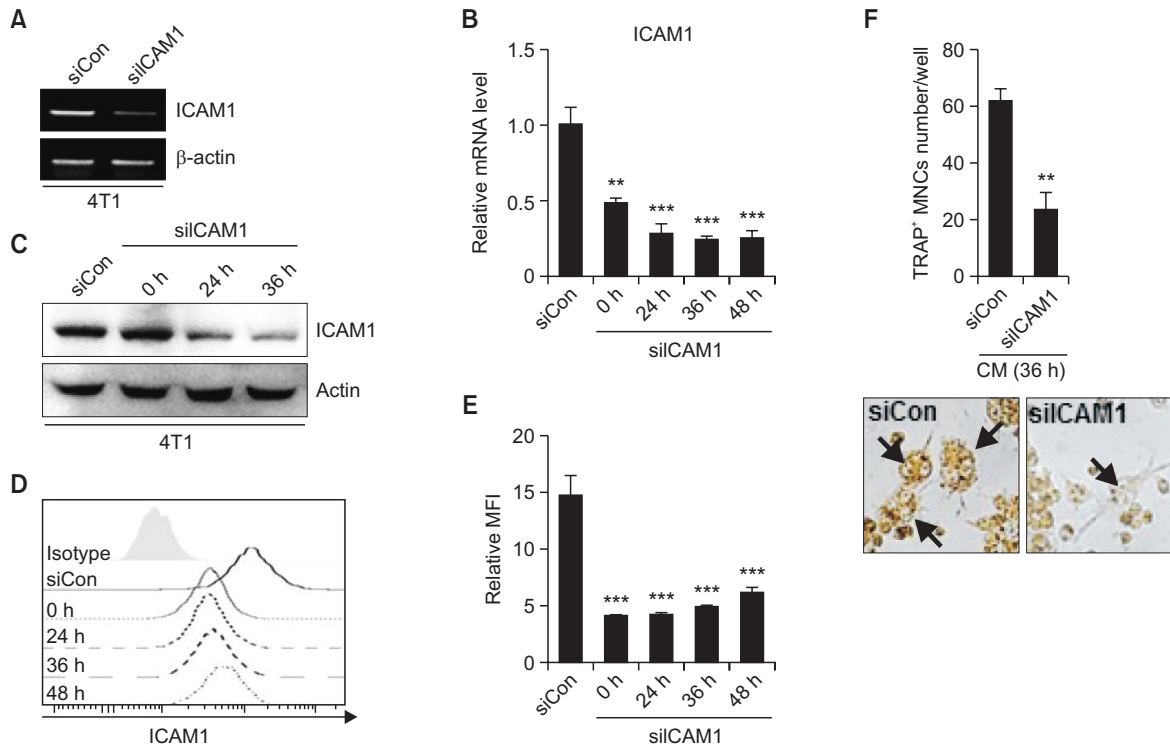 A
siCon
siICAM1
ICAM1
β-actin
4T1
B
ICAM1
Relative mRNA level
1.5
1.0
0.5
0
**
***
***
***
siCon
0 h
24 h
36 h
48 h
siICAM1
C
siICAM1
siCon
0 h
24 h
36 h
ICAM1
Actin
4T1
D
Isotype
siCon
0 h
24 h
36 h
48 h
ICAM1
E
Relative MFI
20
15
10
5
0
***
***
***
***
siCon
0 h
24 h
36 h
48 h
siICAM1
F
TRAP⁺ MNCs number/well
80
60
40
20
0
**
siCon
siICAM1
CM (36 h)
siCon
siICAM1